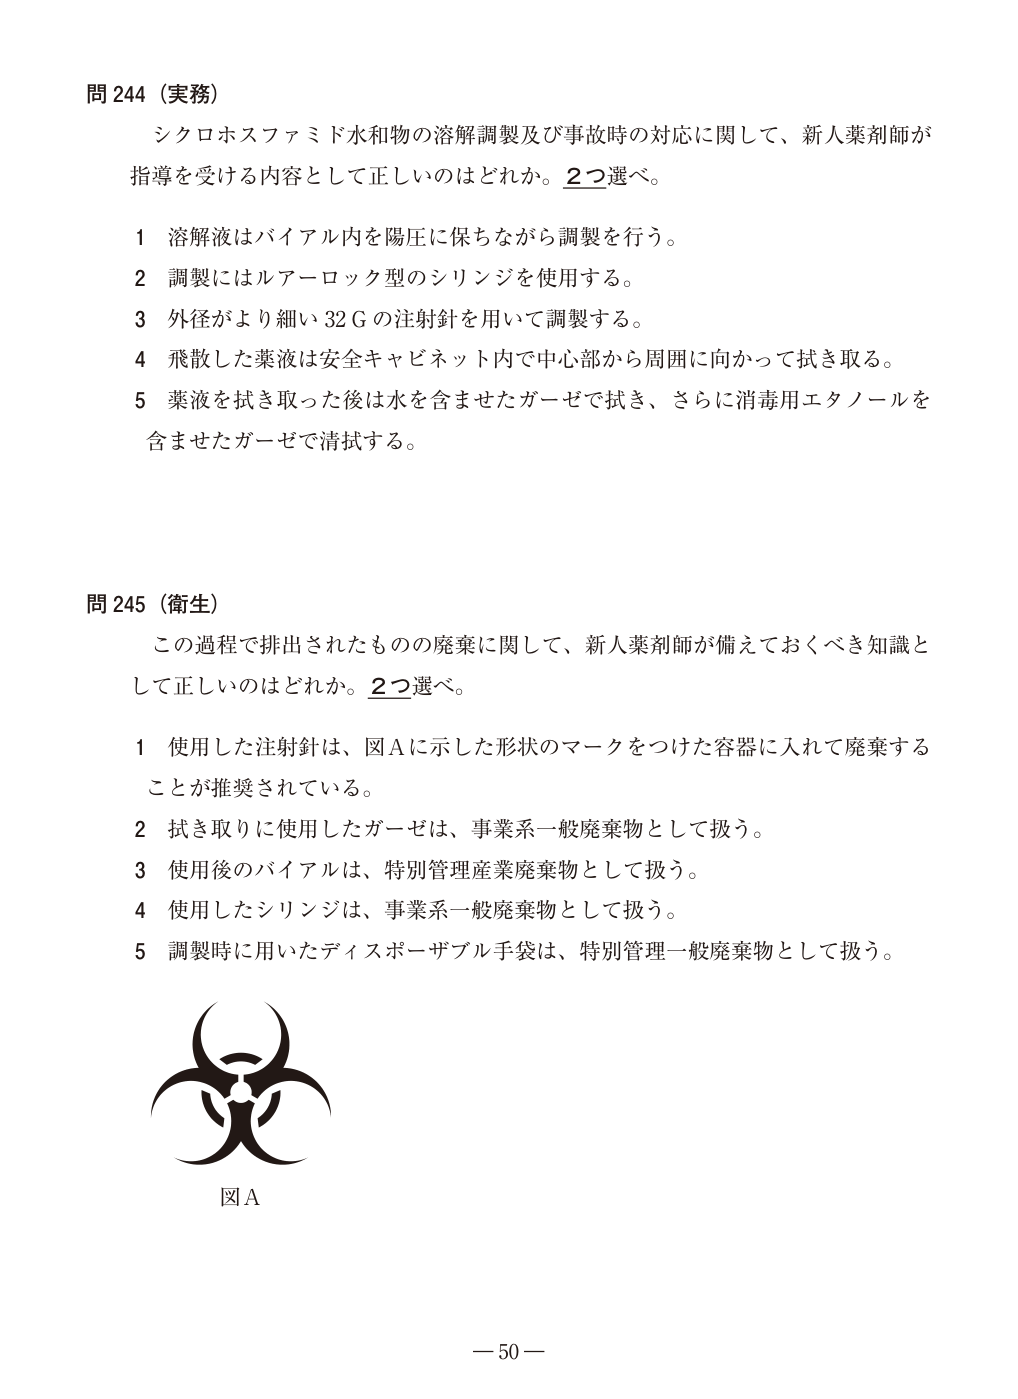 問 244（実務）
シクロホスファミド水和物の溶解調製及び事故時の対応に関して、新人薬剤師が
指導を受ける内容として正しいのはどれか。２つ選べ。
1　溶解液はバイアル内を陽圧に保ちながら調製を行う。
2　調製にはルアーロック型のシリンジを使用する。
3　外径がより細い 32 G の注射針を用いて調製する。
4　飛散した薬液は安全キャビネット内で中心部から周囲に向かって拭き取る。
5　薬液を拭き取った後は水を含ませたガーゼで拭き、さらに消毒用エタノールを
含ませたガーゼで清拭する。
問 245（衛生）
この過程で排出されたものの廃棄に関して、新人薬剤師が備えておくべき知識と
して正しいのはどれか。２つ選べ。
1　使用した注射針は、図Ａに示した形状のマークをつけた容器に入れて廃棄する
ことが推奨されている。
2　拭き取りに使用したガーゼは、事業系一般廃棄物として扱う。
3　使用後のバイアルは、特別管理産業廃棄物として扱う。
4　使用したシリンジは、事業系一般廃棄物として扱う。
5　調製時に用いたディスポーザブル手袋は、特別管理一般廃棄物として扱う。
図Ａ
― 50 ―